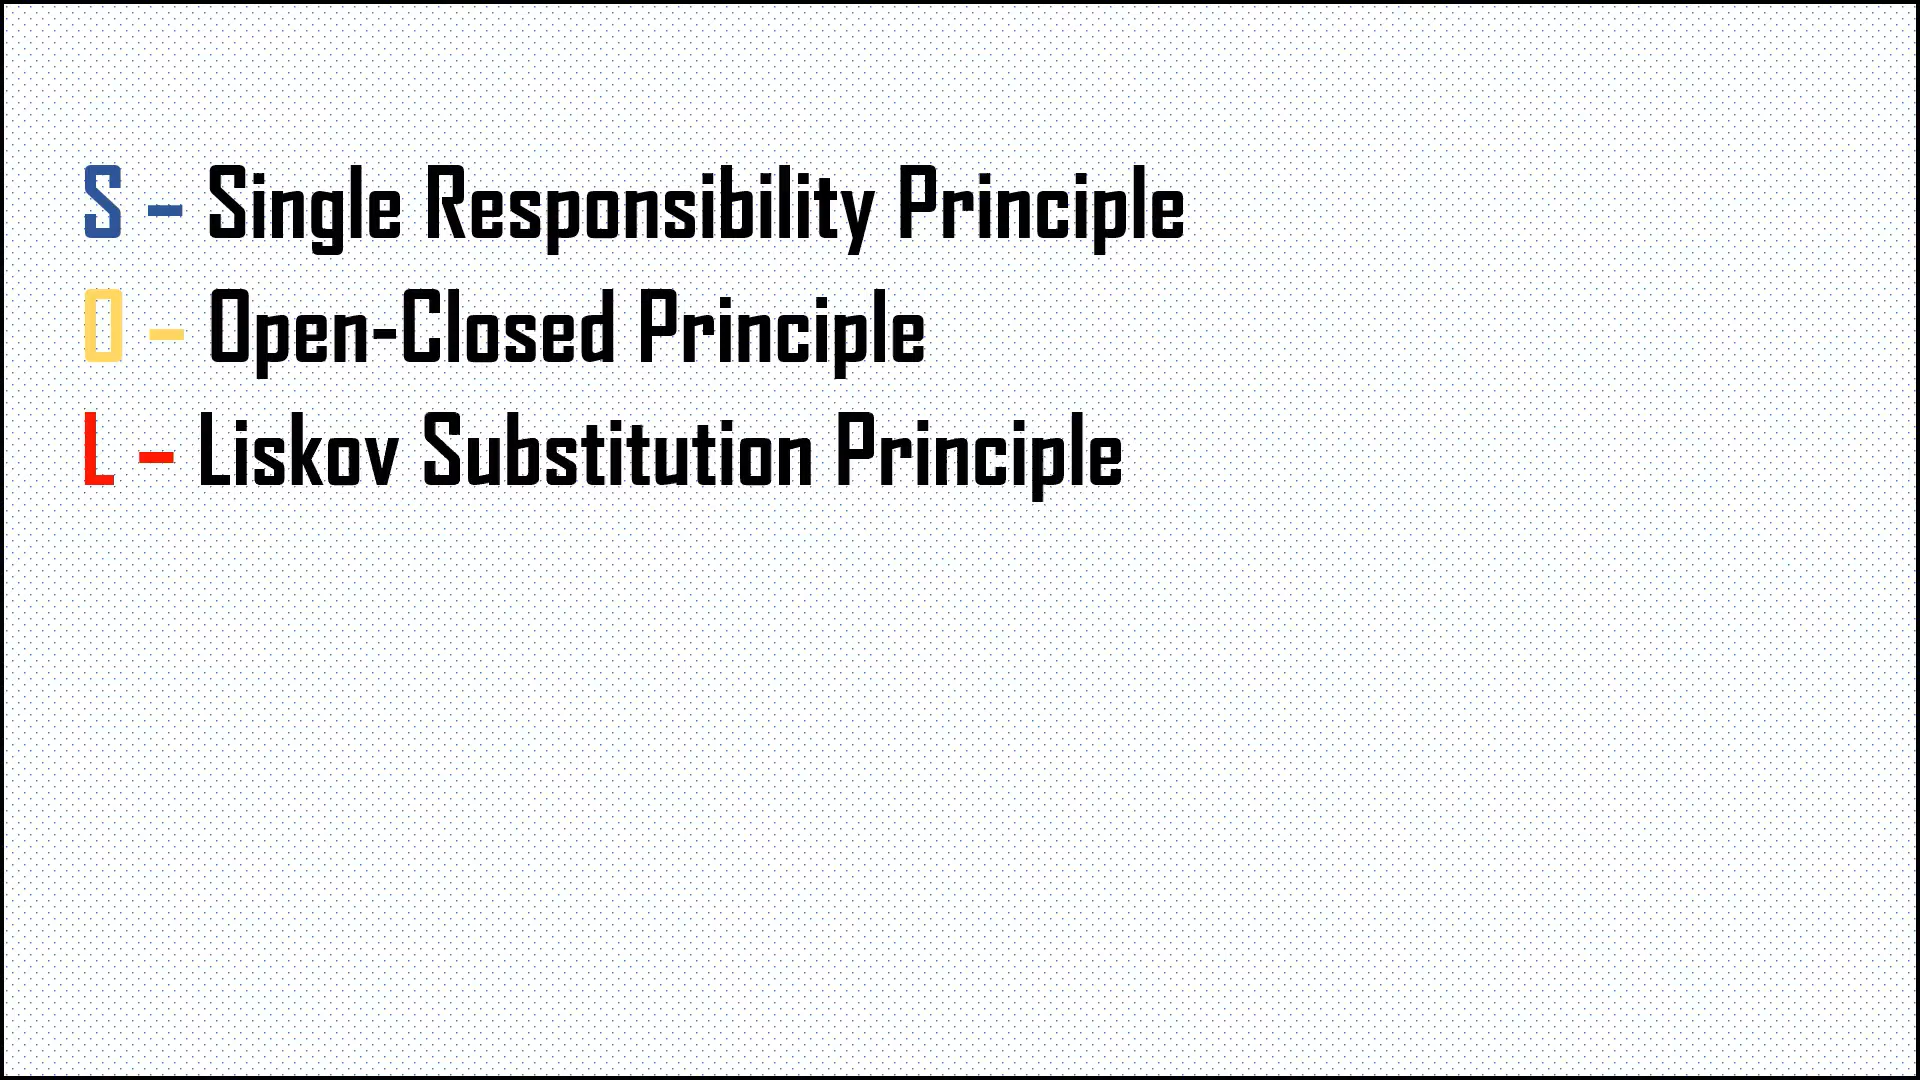 S – Single Responsibility Principle
O – Open-Closed Principle
L – Liskov Substitution Principle